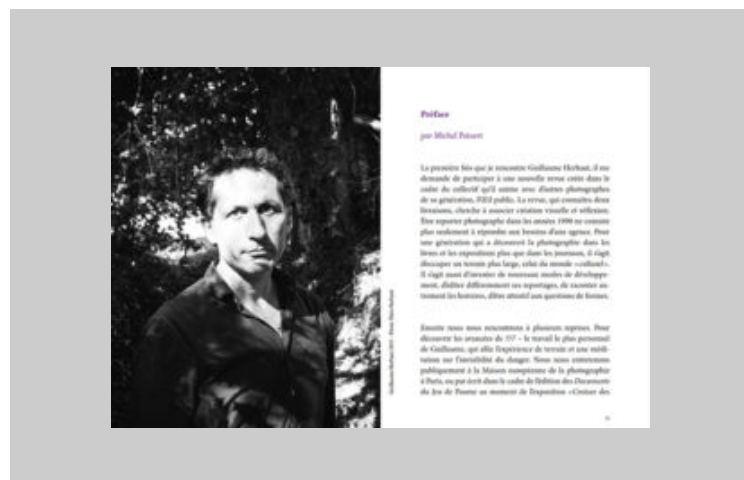 Préface
par Michel Poivert
La première fois que je rencontre Guillaume Herbaut, il me
demande de participer à une nouvelle revue créée dans le
cadre du collectif qu'il anime avec d'autres photographes
de sa génération, l'Œil public. La revue, qui connaîtra deux
livraisons, cherche à associer création visuelle et réflexion.
Être reporter photographe dans les années 1990 ne consiste
plus seulement à répondre aux besoins d'une agence. Pour
une génération qui a découvert la photographie dans les
livres et les expositions plus que dans les journaux, il s'agit
d'occuper un terrain plus large, celui du monde «culturel».
Il s'agit aussi d'inventer de nouveaux modes de développe-
ment, d'éditer différemment ses reportages, de raconter au-
trement les histoires, d'être attentif aux questions de formes.
Ensuite nous nous rencontrons à plusieurs reprises. Pour
découvrir les avancées de 7/7 – le travail le plus personnel
de Guillaume, qui allie l'expérience de terrain et une médi-
tation sur l'invisibilité du danger. Nous nous entretenons
publiquement à la Maison européenne de la photographie
à Paris, ou par écrit dans le cadre de l'édition des Documents
du Jeu de Paume au moment de l'exposition «Croiser des